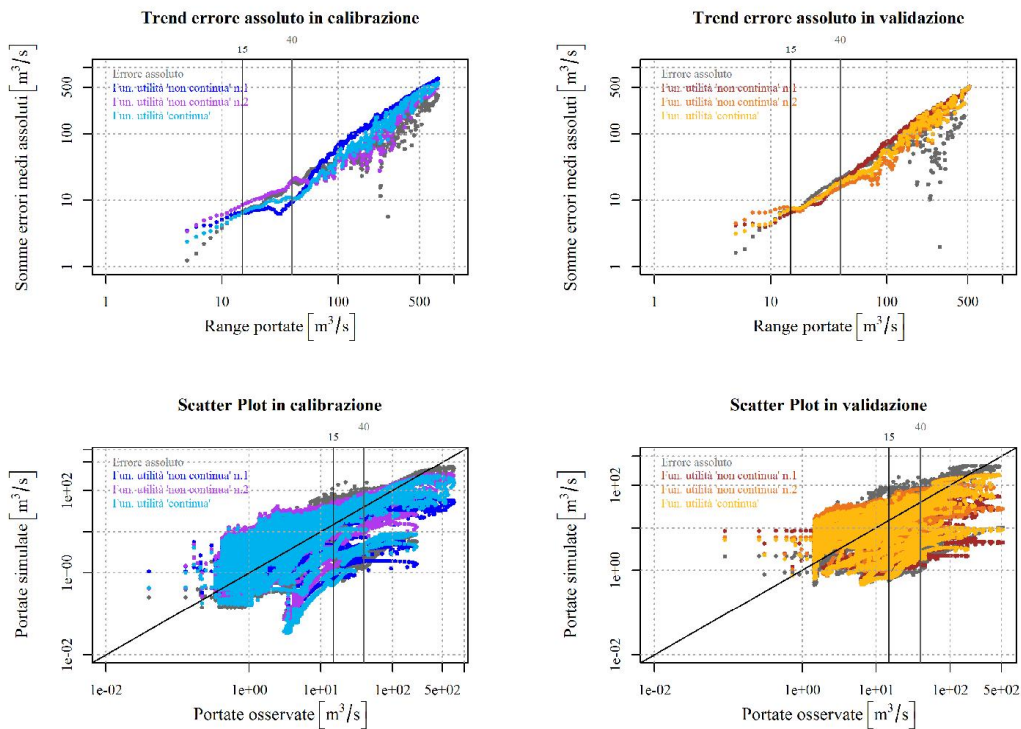 Trend errore assoluto in calibrazione
15
40
Somme errori medi assoluti [m³/s]
500
100
10
1
Errore assoluto
Fun. utilità 'non continua' n.1
Fun. utilità 'non continua' n.2
Fun. utilità 'continua'
1
10
100
500
Range portate [m³/s]
Trend errore assoluto in validazione
15
40
Somme errori medi assoluti [m³/s]
500
100
10
1
Errore assoluto
Fun. utilità 'non continua' n.1
Fun. utilità 'non continua' n.2
Fun. utilità 'continua'
1
10
100
500
Range portate [m³/s]
Scatter Plot in calibrazione
15
40
Portate simulate [m³/s]
1e+02
1e+00
1e-02
Errore assoluto
Fun. utilità 'non continua' n.1
Fun. utilità 'non continua' n.2
Fun. utilità 'continua'
1e-02
1e+00
1e+01
1e+02
5e+02
Portate osservate [m³/s]
Scatter Plot in validazione
15
40
Portate simulate [m³/s]
1e+02
1e+00
1e-02
Errore assoluto
Fun. utilità 'non continua' n.1
Fun. utilità 'non continua' n.2
Fun. utilità 'continua'
1e-02
1e+00
1e+01
1e+02
5e+02
Portate osservate [m³/s]